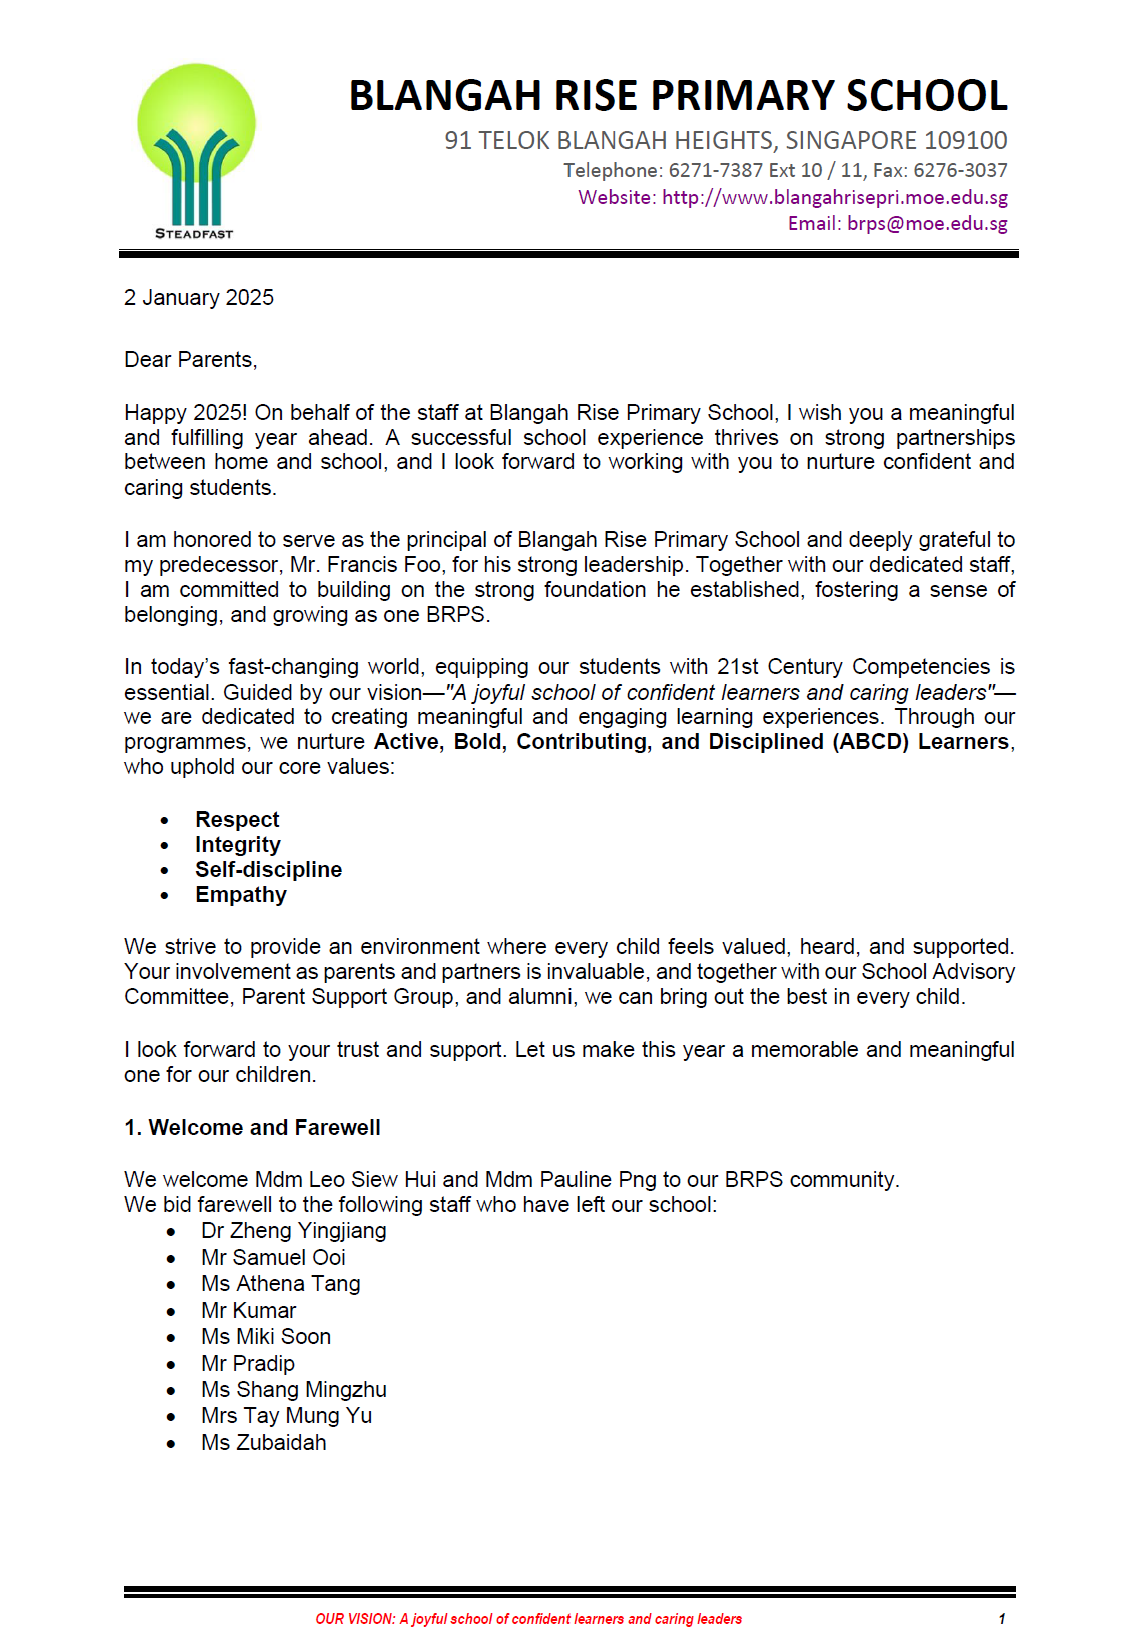 STEADFAST
BLANGAH RISE PRIMARY SCHOOL
91 TELOK BLANGAH HEIGHTS, SINGAPORE 109100
Telephone: 6271-7387 Ext 10 / 11, Fax: 6276-3037
Website: http://www.blangahrisepri.moe.edu.sg
Email: brps@moe.edu.sg
2 January 2025
Dear Parents,
Happy 2025! On behalf of the staff at Blangah Rise Primary School, I wish you a meaningful
and fulfilling year ahead. A successful school experience thrives on strong partnerships
between home and school, and I look forward to working with you to nurture confident and
caring students.
I am honored to serve as the principal of Blangah Rise Primary School and deeply grateful to
my predecessor, Mr. Francis Foo, for his strong leadership. Together with our dedicated staff,
I am committed to building on the strong foundation he established, fostering a sense of
belonging, and growing as one BRPS.
In today’s fast-changing world, equipping our students with 21st Century Competencies is
essential. Guided by our vision—"A joyful school of confident learners and caring leaders"—
we are dedicated to creating meaningful and engaging learning experiences. Through our
programmes, we nurture Active, Bold, Contributing, and Disciplined (ABCD) Learners,
who uphold our core values:
• Respect
• Integrity
• Self-discipline
• Empathy
We strive to provide an environment where every child feels valued, heard, and supported.
Your involvement as parents and partners is invaluable, and together with our School Advisory
Committee, Parent Support Group, and alumni, we can bring out the best in every child.
I look forward to your trust and support. Let us make this year a memorable and meaningful
one for our children.
1. Welcome and Farewell
We welcome Mdm Leo Siew Hui and Mdm Pauline Png to our BRPS community.
We bid farewell to the following staff who have left our school:
• Dr Zheng Yingjiang
• Mr Samuel Ooi
• Ms Athena Tang
• Mr Kumar
• Ms Miki Soon
• Mr Pradip
• Ms Shang Mingzhu
• Mrs Tay Mung Yu
• Ms Zubaidah
OUR VISION: A joyful school of confident learners and caring leaders 1